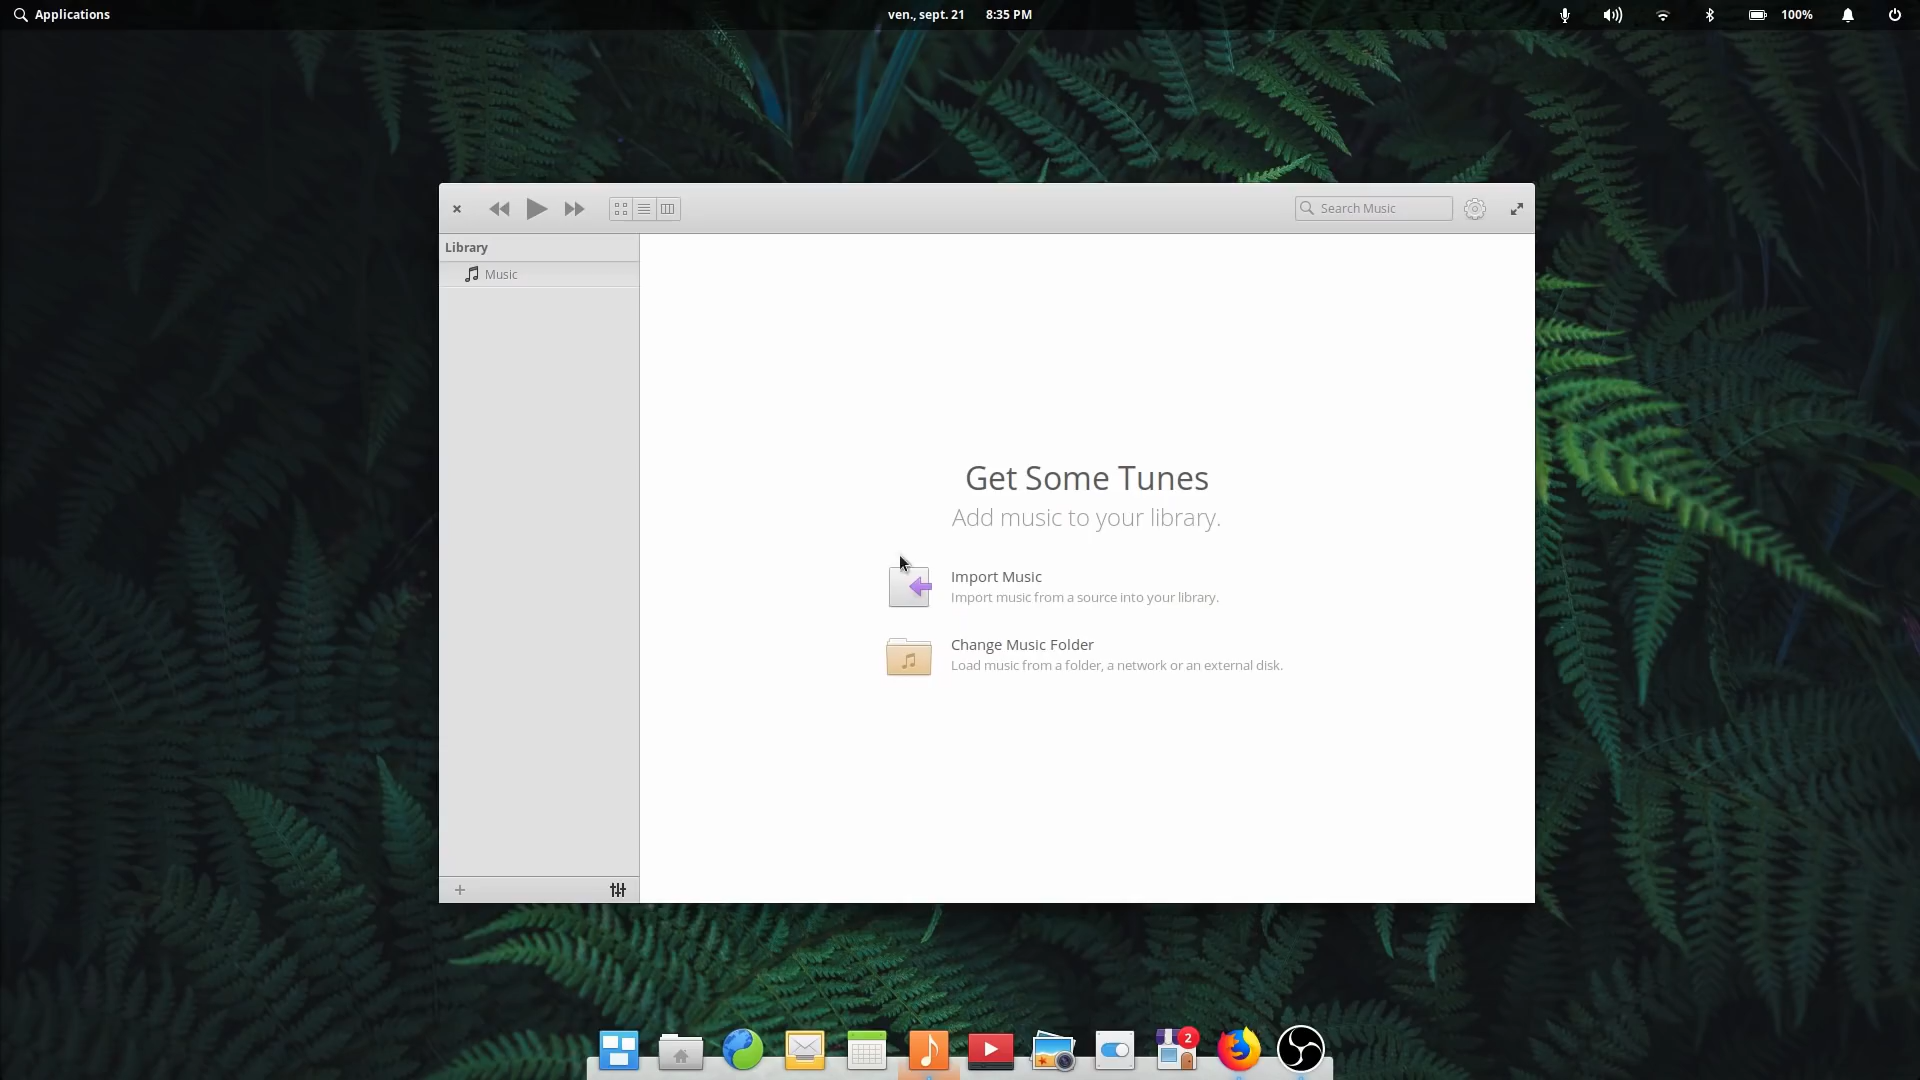 Applications
ven., sept. 21 8:35 PM
100%
Search Music
Library
Music
Get Some Tunes
Add music to your library.
Import Music
Import music from a source into your library.
Change Music Folder
Load music from a folder, a network or an external disk.
2